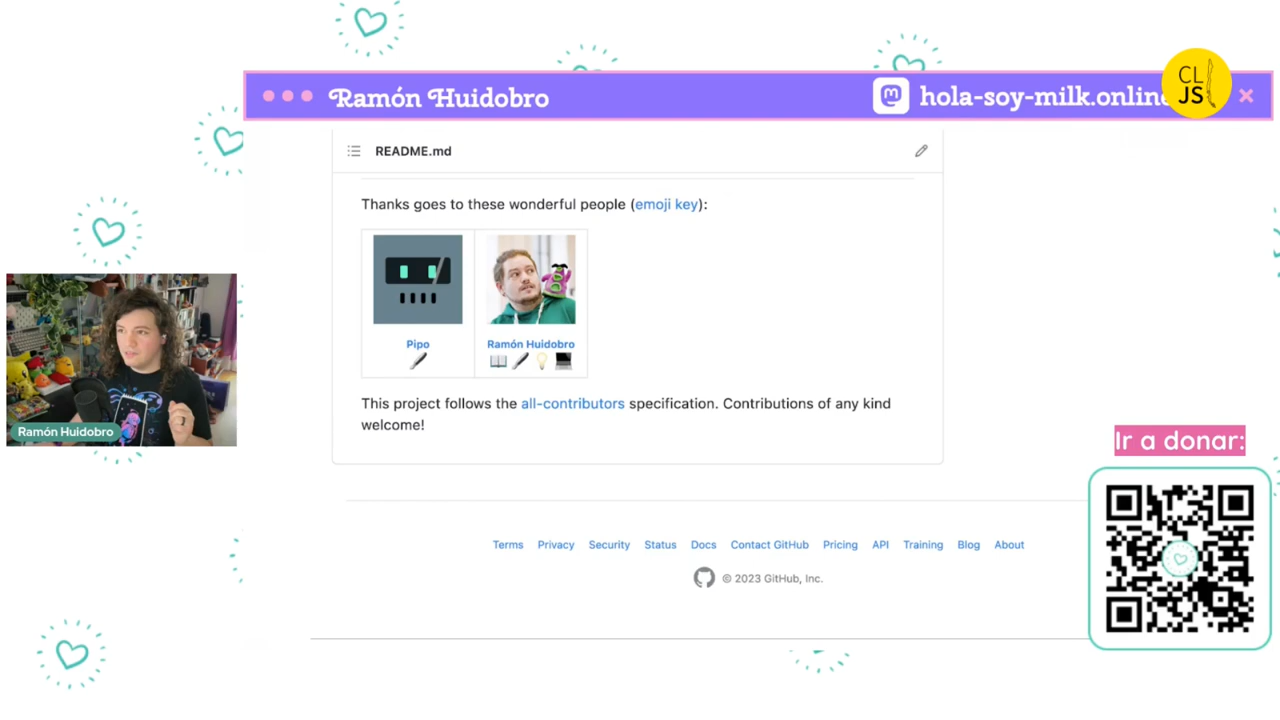 Ramón Huidobro
hola-soy-milk.online
CL
JS
README.md
Thanks goes to these wonderful people (emoji key):
Pipo
Ramón Huidobro
This project follows the all-contributors specification. Contributions of any kind
welcome!
Ramón Huidobro
Ir a donar:
Terms Privacy Security Status Docs Contact GitHub Pricing API Training Blog About
© 2023 GitHub, Inc.